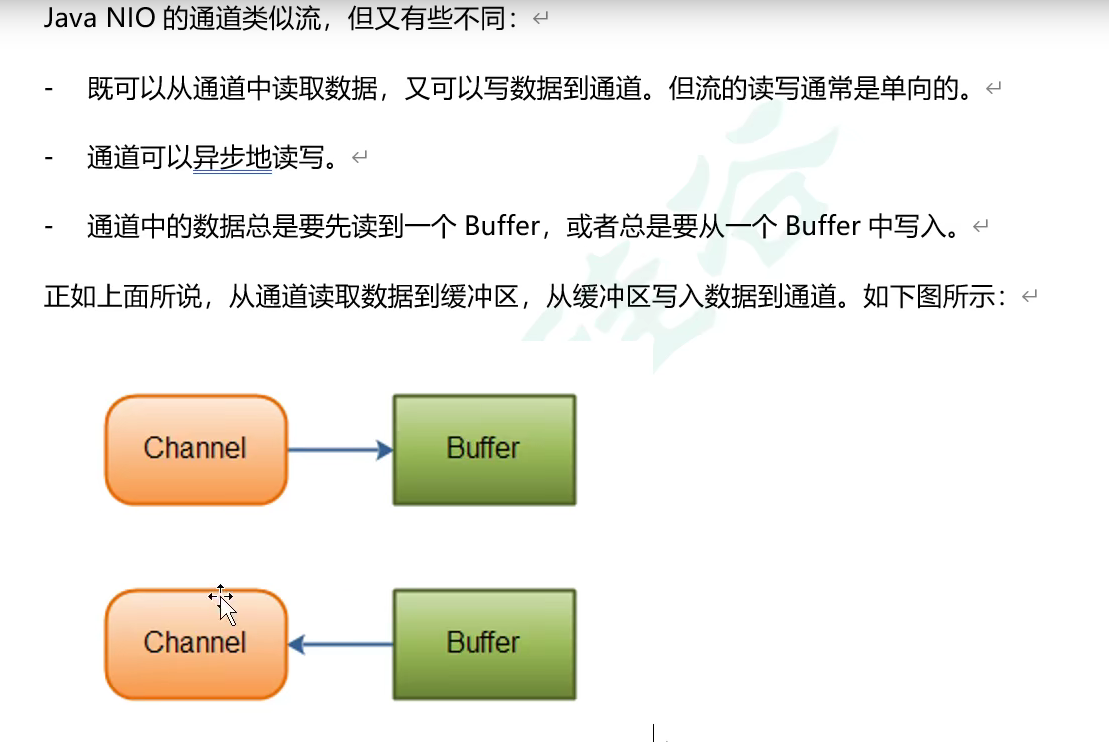 Java NIO 的通道类似流，但又有些不同：
- 既可以从通道中读取数据，又可以写数据到通道。但流的读写通常是单向的。
- 通道可以异步地读写。
- 通道中的数据总是要先读到一个 Buffer，或者总是要从一个 Buffer 中写入。
正如上面所说，从通道读取数据到缓冲区，从缓冲区写入数据到通道。如下图所示：
Channel
Buffer
Channel
Buffer